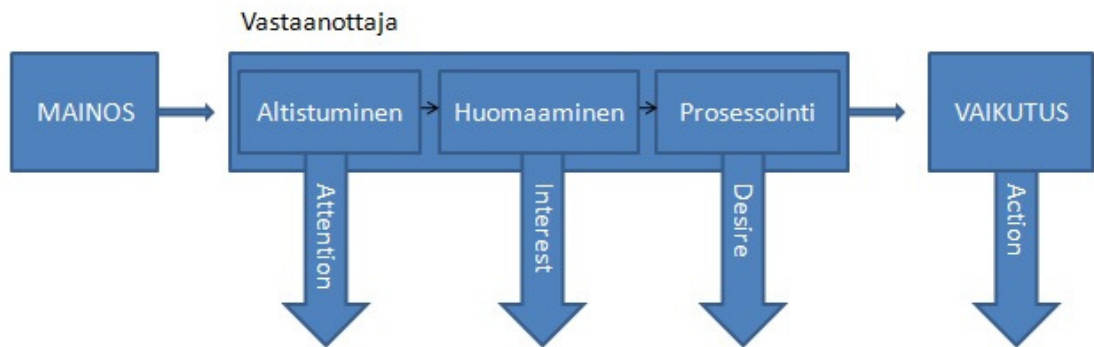 Vastaanottaja
MAINOS
Altistuminen
Huomaaminen
Prosessointi
VAIKUTUS
Attention
Interest
Desire
Action